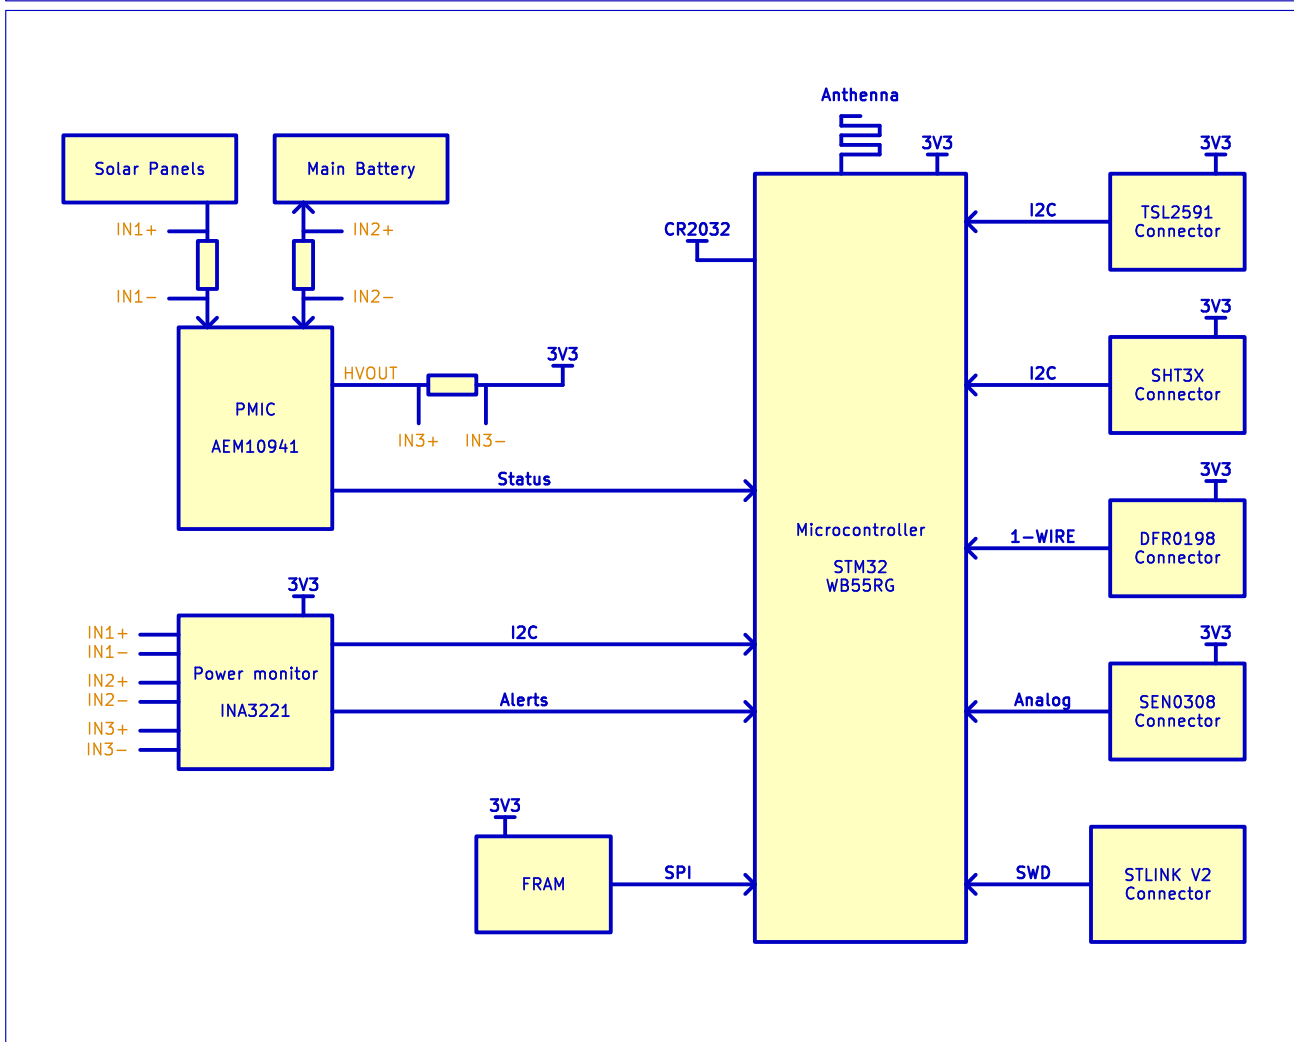 Anthenna
3V3
3V3
Solar Panels
Main Battery
IN1+
IN2+
CR2032
I2C
TSL2591
Connector
IN1-
IN2-
3V3
HVOUT
3V3
I2C
SHT3X
Connector
PMIC
AEM10941
IN3+
IN3-
Status
3V3
Microcontroller
STM32
WB55RG
1-WIRE
DFR0198
Connector
3V3
IN1+
IN1-
IN2+
IN2-
IN3+
IN3-
Power monitor
INA3221
I2C
Alerts
3V3
Analog
SEN0308
Connector
3V3
FRAM
SPI
SWD
STLINK V2
Connector